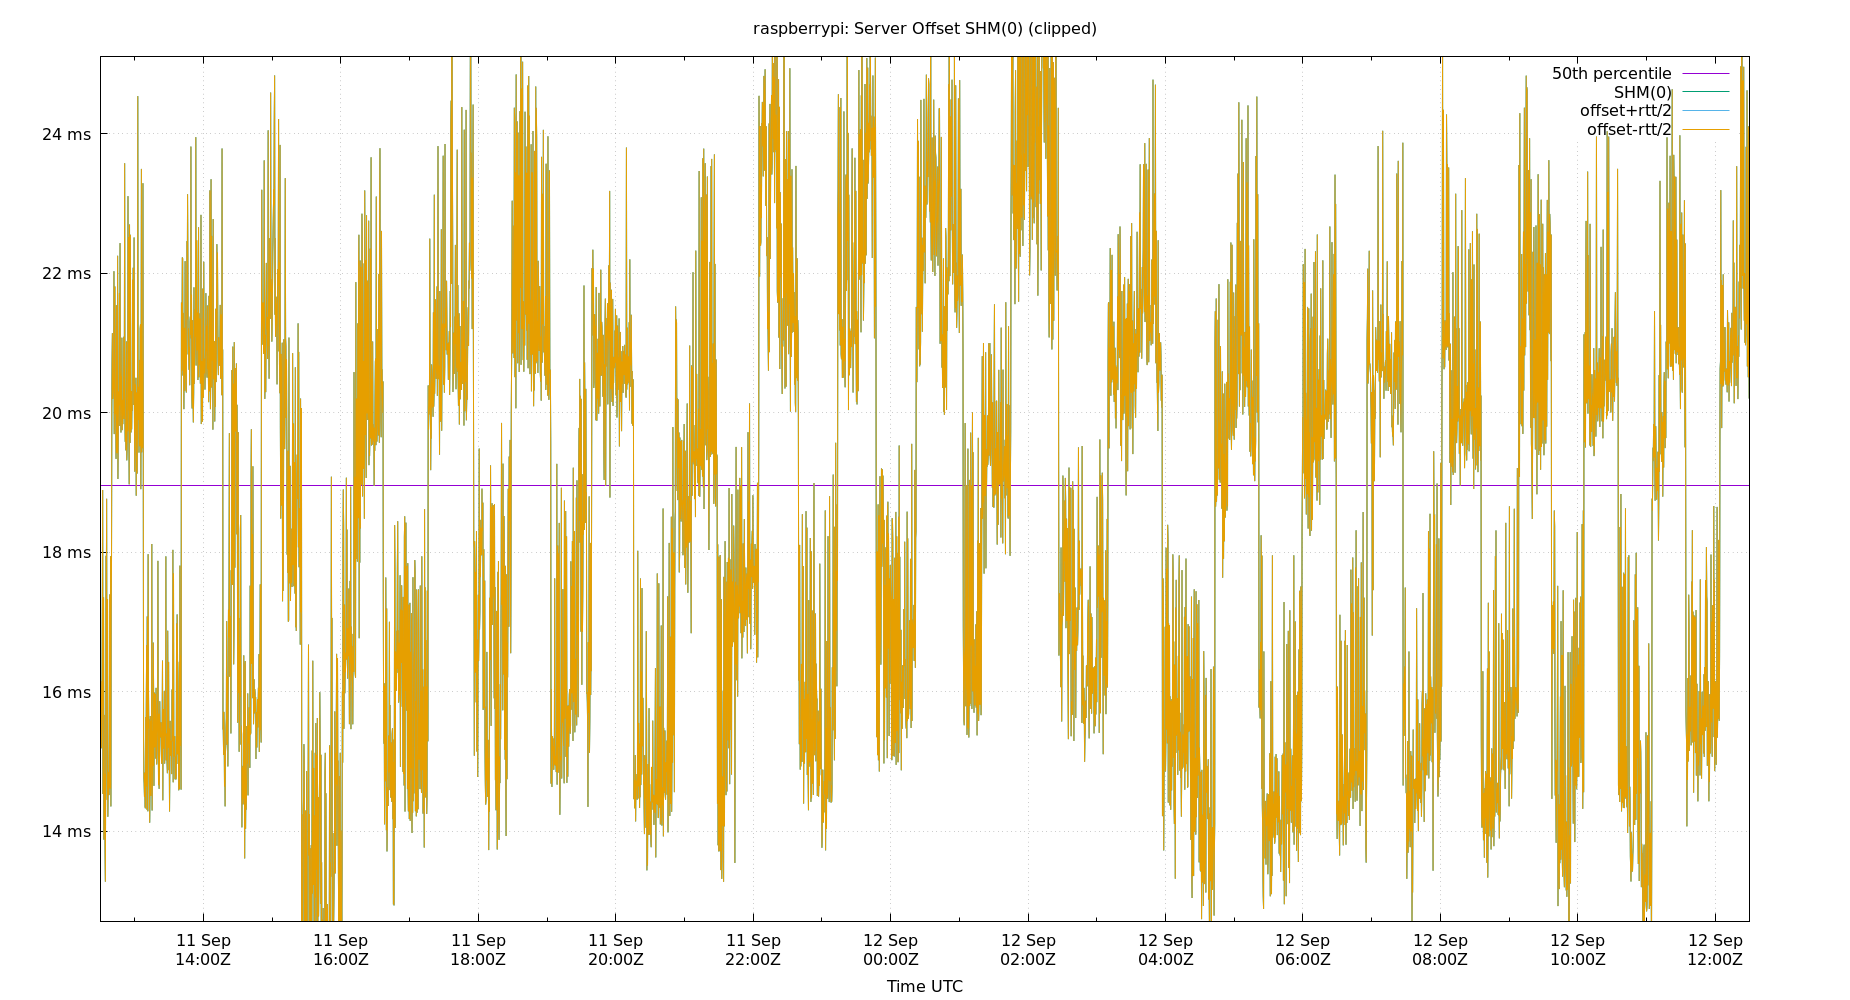 raspberrypi: Server Offset SHM(0) (clipped)
50th percentile
SHM(0)
offset+rtt/2
offset-rtt/2
24 ms
22 ms
20 ms
18 ms
16 ms
14 ms
11 Sep 11 Sep 11 Sep 11 Sep 11 Sep 12 Sep 12 Sep 12 Sep 12 Sep 12 Sep 12 Sep 12 Sep
14:00Z 16:00Z 18:00Z 20:00Z 22:00Z 00:00Z 02:00Z 04:00Z 06:00Z 08:00Z 10:00Z 12:00Z
Time UTC